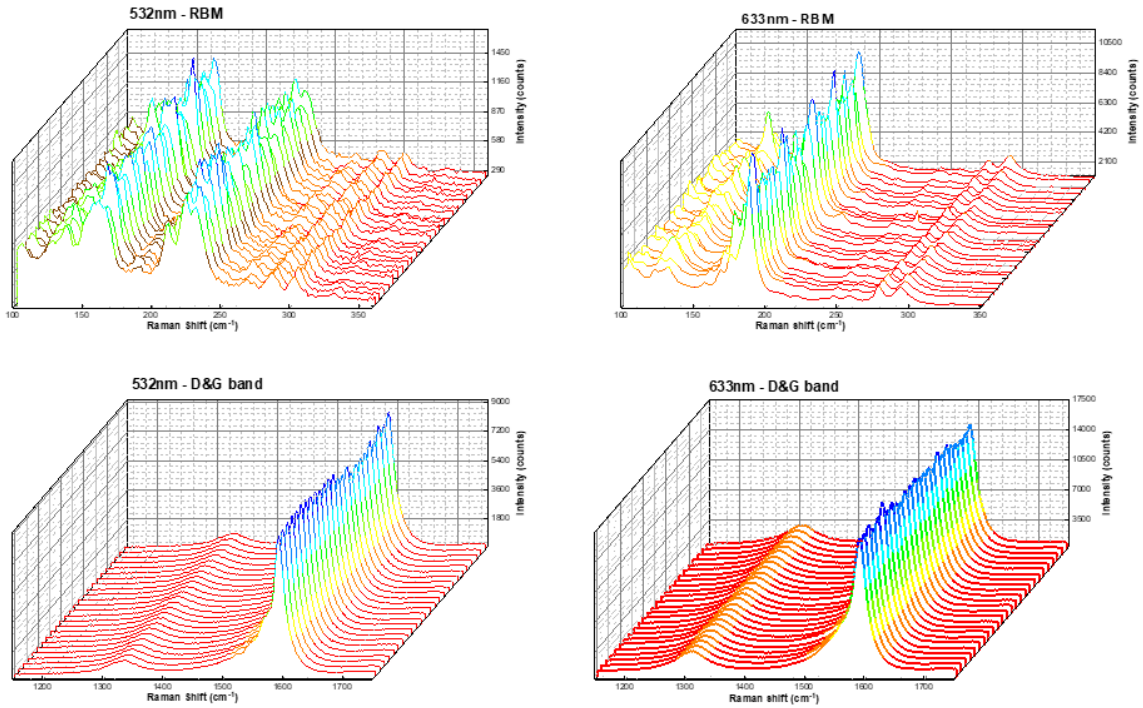 532nm - RBM
1450
1160
870
580
290
Intensity (counts)
100 150 200 250 300 350
Raman Shift (cm⁻¹)
633nm - RBM
10500
8400
6300
4200
2100
Intensity (counts)
100 150 200 250 300 350
Raman shift (cm⁻¹)
532nm - D&G band
9000
7200
5400
3600
1800
Intensity (counts)
1200 1300 1400 1500 1600 1700
Raman Shift (cm⁻¹)
633nm - D&G band
17500
14000
10500
7000
3500
Intensity (counts)
1200 1300 1400 1500 1600 1700
Raman Shift (cm⁻¹)